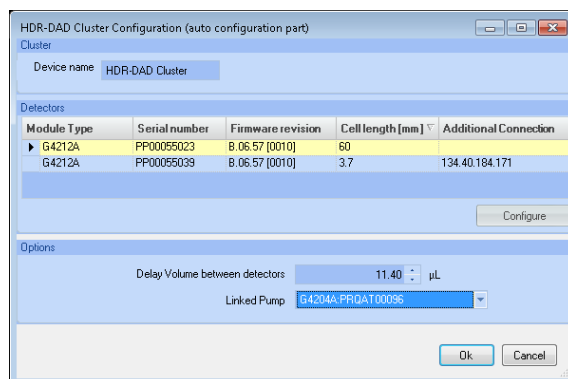 HDR-DAD Cluster Configuration (auto configuration part)
Cluster
Device name HDR-DAD Cluster
Detectors
Module Type Serial number Firmware revision Cell length [mm] Additional Connection
G4212A PP00055023 B.06.57 [0010] 60
G4212A PP00055039 B.06.57 [0010] 3.7 134.40.184.171
Configure
Options
Delay Volume between detectors 11.40 µL
Linked Pump G4204A:PRQAT00096
Ok Cancel